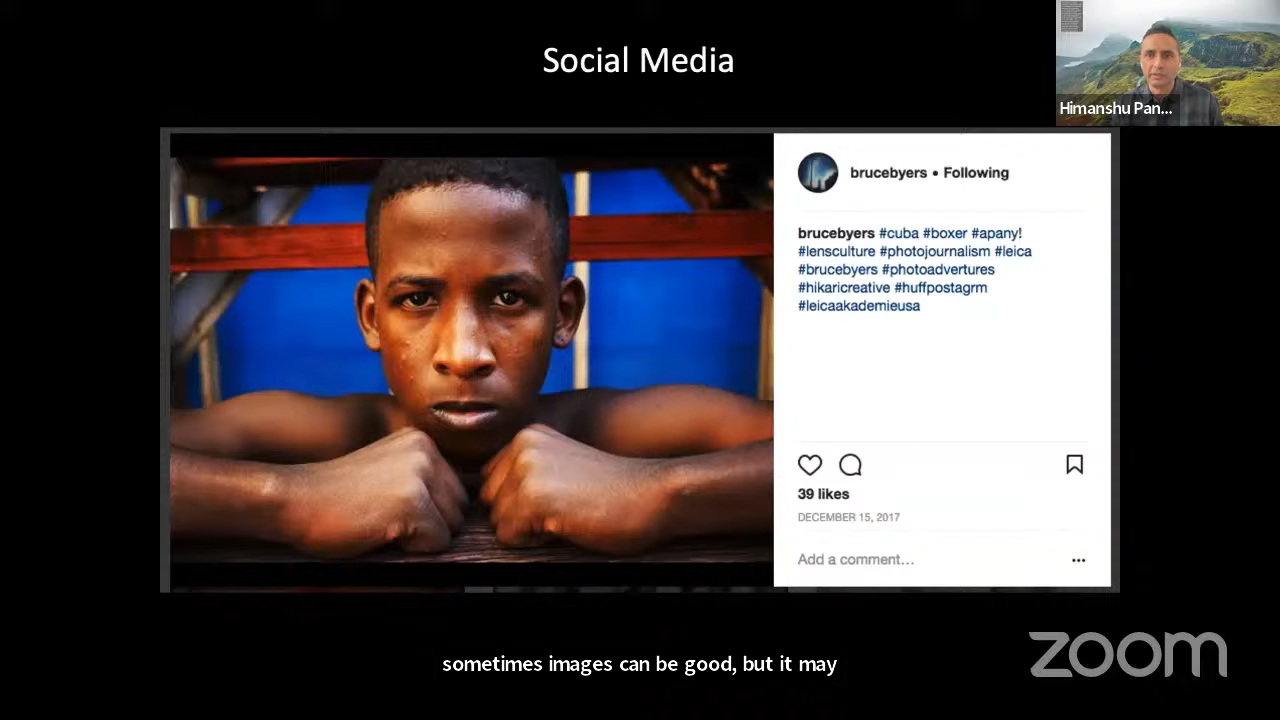 Social Media
Himanshu Pan...
brucebyers • Following
brucebyers #cuba #boxer #apany!
#lensculture #photojournalism #leica
#brucebyers #photoadvertures
#hikaricreative #huffpostagrm
#leicaakademieusa
39 likes
DECEMBER 15, 2017
Add a comment...
sometimes images can be good, but it may
zoom